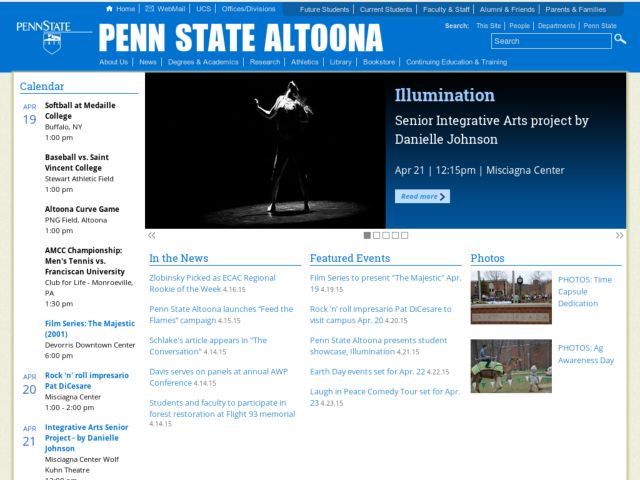 Home
WebMail
UCS
Offices/Divisions
Future Students
Current Students
Faculty & Staff
Alumni & Friends
Parents & Families
PENNSTATE
PENN STATE ALTOONA
Search: This Site People Departments Penn State
Search
About Us
News
Degrees & Academics
Research
Athletics
Library
Bookstore
Continuing Education & Training
Calendar
APR
19
Softball at Medaille
College
Buffalo, NY
1:00 pm
Baseball vs. Saint
Vincent College
Stewart Athletic Field
1:00 pm
Altoona Curve Game
PNG Field, Altoona
1:00 pm
AMCC Championship:
Men's Tennis vs.
Franciscan University
Club for Life - Monroeville,
PA
1:30 pm
Film Series: The Majestic
(2001)
Devorris Downtown Center
6:00 pm
APR
20
Rock 'n' roll impresario
Pat DiCesare
Misciagna Center
1:00 - 2:00 pm
APR
21
Integrative Arts Senior
Project - by Danielle
Johnson
Misciagna Center Wolf
Kuhn Theatre
12:00 pm
Illumination
Senior Integrative Arts project by
Danielle Johnson
Apr 21 | 12:15pm | Misciagna Center
Read more
In the News
Zlobinsky Picked as ECAC Regional
Rookie of the Week 4.16.15
Penn State Altoona launches “Feed the
Flames” campaign 4.15.15
Schlake's article appears in "The
Conversation" 4.14.15
Davis serves on panels at annual AWP
Conference 4.14.15
Students and faculty to participate in
forest restoration at Flight 93 memorial
4.14.15
Featured Events
Film Series to present "The Majestic" Apr.
19 4.19.15
Rock 'n' roll impresario Pat DiCesare to
visit campus Apr. 20 4.20.15
Penn State Altoona presents student
showcase, Illumination 4.21.15
Earth Day events set for Apr. 22 4.22.15
Laugh in Peace Comedy Tour set for Apr.
23 4.23.15
Photos
PHOTOS: Time
Capsule
Dedication
PHOTOS: Ag
Awareness Day